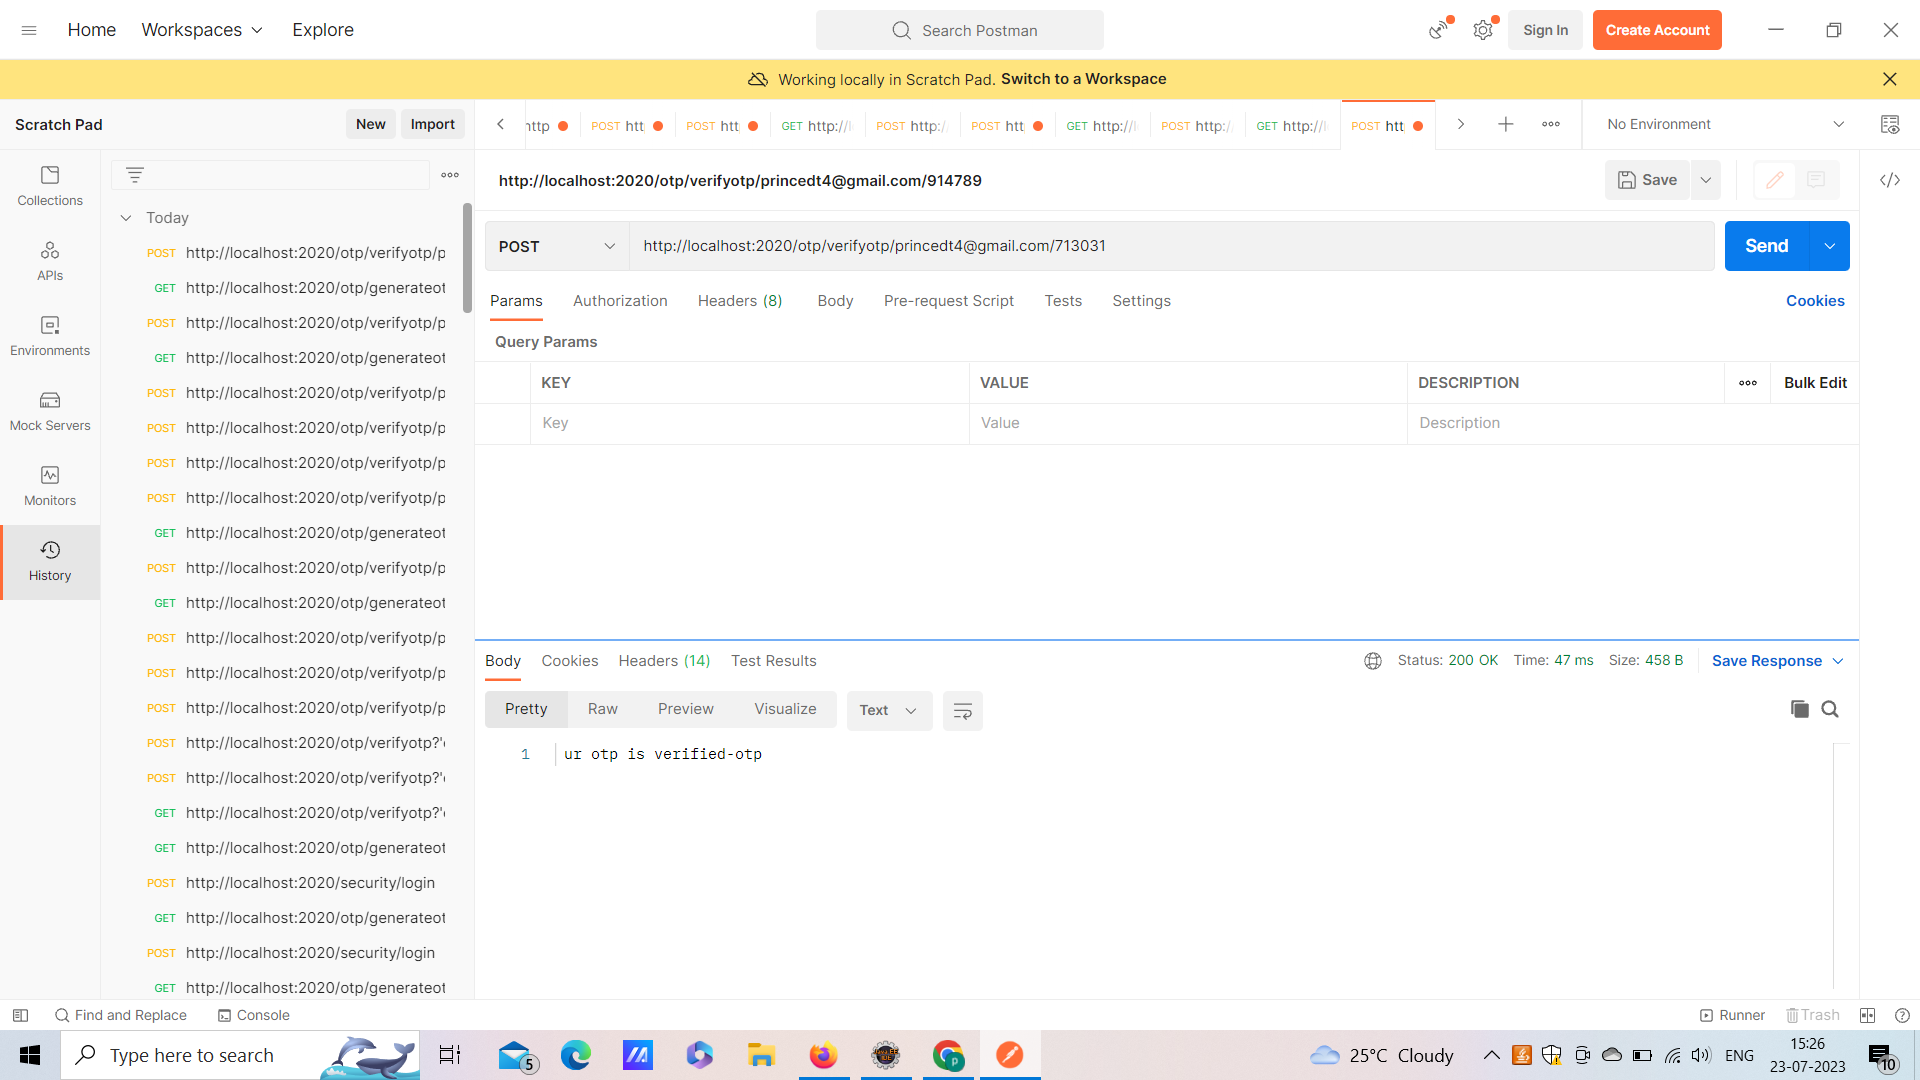 Home
Workspaces
Explore
Search Postman
Sign In
Create Account
Working locally in Scratch Pad. Switch to a Workspace
Scratch Pad
New
Import
http
POST htt
POST htt
GET http://l
POST http:/
POST htt
GET http://l
POST http:/
GET http://l
POST htt
No Environment
Collections
APIs
Environments
Mock Servers
Monitors
History
Today
POST http://localhost:2020/otp/verifyotp/p
GET http://localhost:2020/otp/generateot
POST http://localhost:2020/otp/verifyotp/p
GET http://localhost:2020/otp/generateot
POST http://localhost:2020/otp/verifyotp/p
POST http://localhost:2020/otp/verifyotp/p
POST http://localhost:2020/otp/verifyotp/p
POST http://localhost:2020/otp/verifyotp/p
GET http://localhost:2020/otp/generateot
POST http://localhost:2020/otp/verifyotp/p
GET http://localhost:2020/otp/generateot
POST http://localhost:2020/otp/verifyotp/p
POST http://localhost:2020/otp/verifyotp/p
POST http://localhost:2020/otp/verifyotp/p
POST http://localhost:2020/otp/verifyotp?'
POST http://localhost:2020/otp/verifyotp?'
GET http://localhost:2020/otp/verifyotp?'
GET http://localhost:2020/otp/generateot
POST http://localhost:2020/security/login
GET http://localhost:2020/otp/generateot
POST http://localhost:2020/security/login
GET http://localhost:2020/otp/generateot
http://localhost:2020/otp/verifyotp/princedt4@gmail.com/914789
Save
POST
http://localhost:2020/otp/verifyotp/princedt4@gmail.com/713031
Send
Params
Authorization
Headers (8)
Body
Pre-request Script
Tests
Settings
Cookies
Query Params
KEY
VALUE
DESCRIPTION
Bulk Edit
Key
Value
Description
Body
Cookies
Headers (14)
Test Results
Status: 200 OK
Time: 47 ms
Size: 458 B
Save Response
Pretty
Raw
Preview
Visualize
Text
1 ur otp is verified-otp
Find and Replace
Console
Runner
Trash
Type here to search
5
25°C Cloudy
ENG
15:26
23-07-2023
10